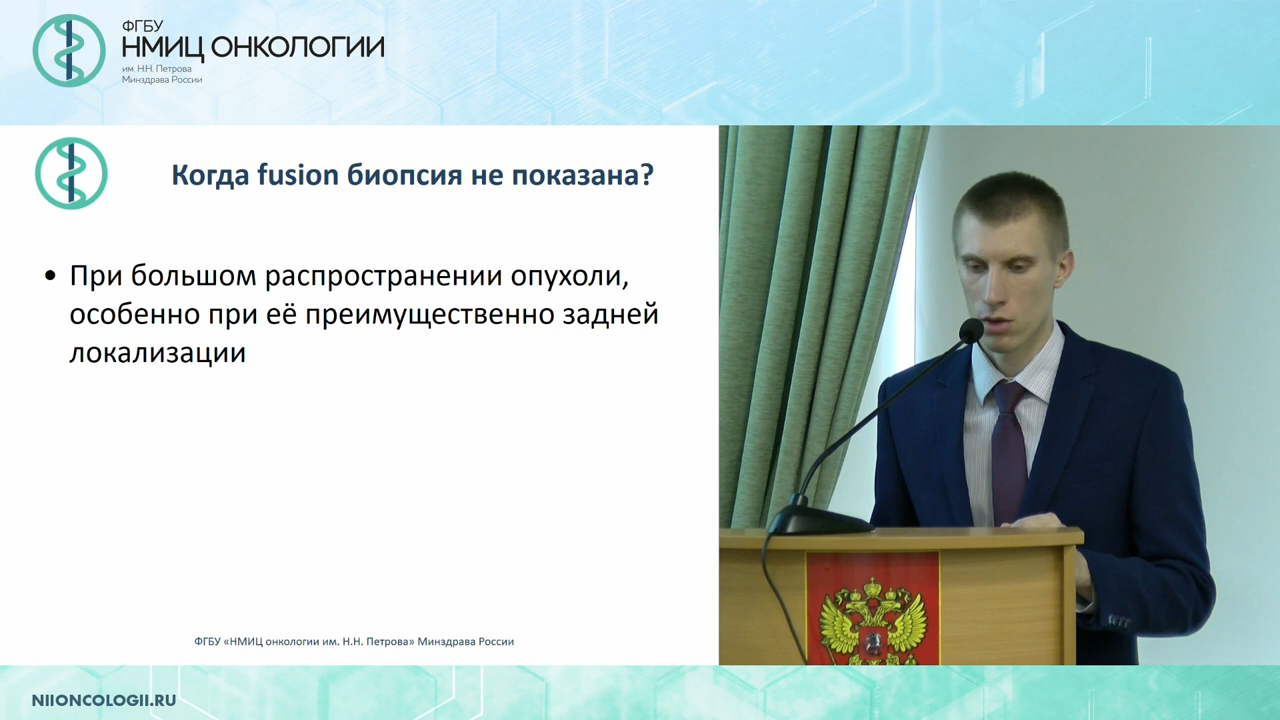 ФГБУ
НМИЦ ОНКОЛОГИИ
им. Н.Н. Петрова
Минздрава России
Когда fusion биопсия не показана?
• При большом распространении опухоли,
особенно при её преимущественно задней
локализации
ФГБУ «НМИЦ онкологии им. Н.Н. Петрова» Минздрава России
NIIONCOLOGII.RU